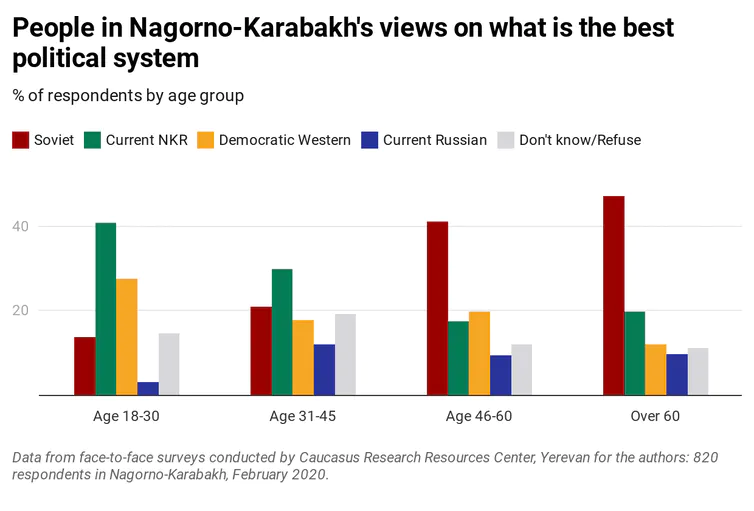 People in Nagorno-Karabakh's views on what is the best
political system
% of respondents by age group
Soviet Current NKR Democratic Western Current Russian Don't know/Refuse
40
20
Age 18-30 Age 31-45 Age 46-60 Over 60
Data from face-to-face surveys conducted by Caucasus Research Resources Center, Yerevan for the authors: 820
respondents in Nagorno-Karabakh, February 2020.